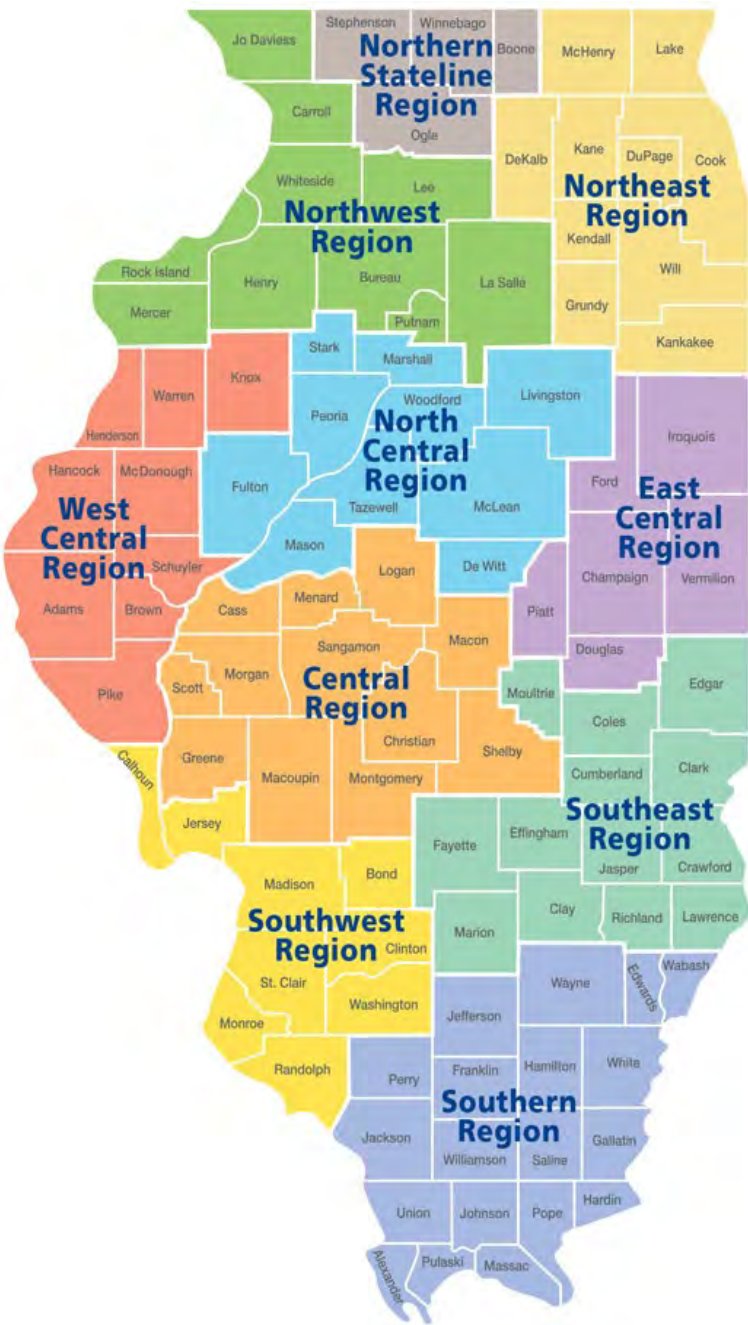 Jo Daviess
Stephenson
Winnebago
Boone
McHenry
Lake
Northern
Stateline
Region
Carroll
Ogle
DeKalb
Kane
DuPage
Cook
Northeast
Region
Whiteside
Lee
Northwest
Region
Kendall
Will
Rock Island
Henry
Bureau
La Salle
Grundy
Mercer
Putnam
Kankakee
Stark
Marshall
Warren
Knox
Peoria
Woodford
Livingston
Henderson
North
Central
Region
Iroquois
Hancock
McDonough
Fulton
Ford
East
Central
Region
West
Central
Region
Tazewell
McLean
Mason
Schuyler
Logan
De Witt
Champaign
Vermilion
Adams
Brown
Cass
Menard
Piatt
Sangamon
Macon
Douglas
Central
Region
Pike
Scott
Morgan
Moultrie
Edgar
Christian
Coles
Shelby
Calhoun
Greene
Macoupin
Montgomery
Cumberland
Clark
Southeast
Region
Jersey
Fayette
Effingham
Jasper
Crawford
Madison
Bond
Clay
Richland
Lawrence
Southwest
Region
Clinton
Marion
St. Clair
Wayne
Edwards
Wabash
Washington
Jefferson
Monroe
Randolph
Perry
Franklin
Hamilton
White
Southern
Region
Jackson
Williamson
Saline
Gallatin
Union
Johnson
Pope
Hardin
Alexander
Pulaski
Massac